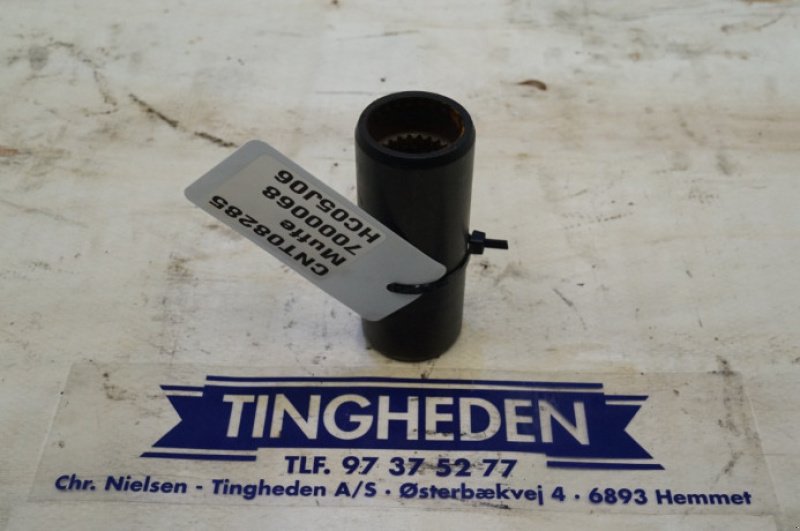 CNT08285
Muffe
7000068
HC05J06
TINGHEDEN
TLF. 97 37 52 77
Chr. Nielsen - Tingheden A/S · Østerbækvej 4 · 6893 Hemmet